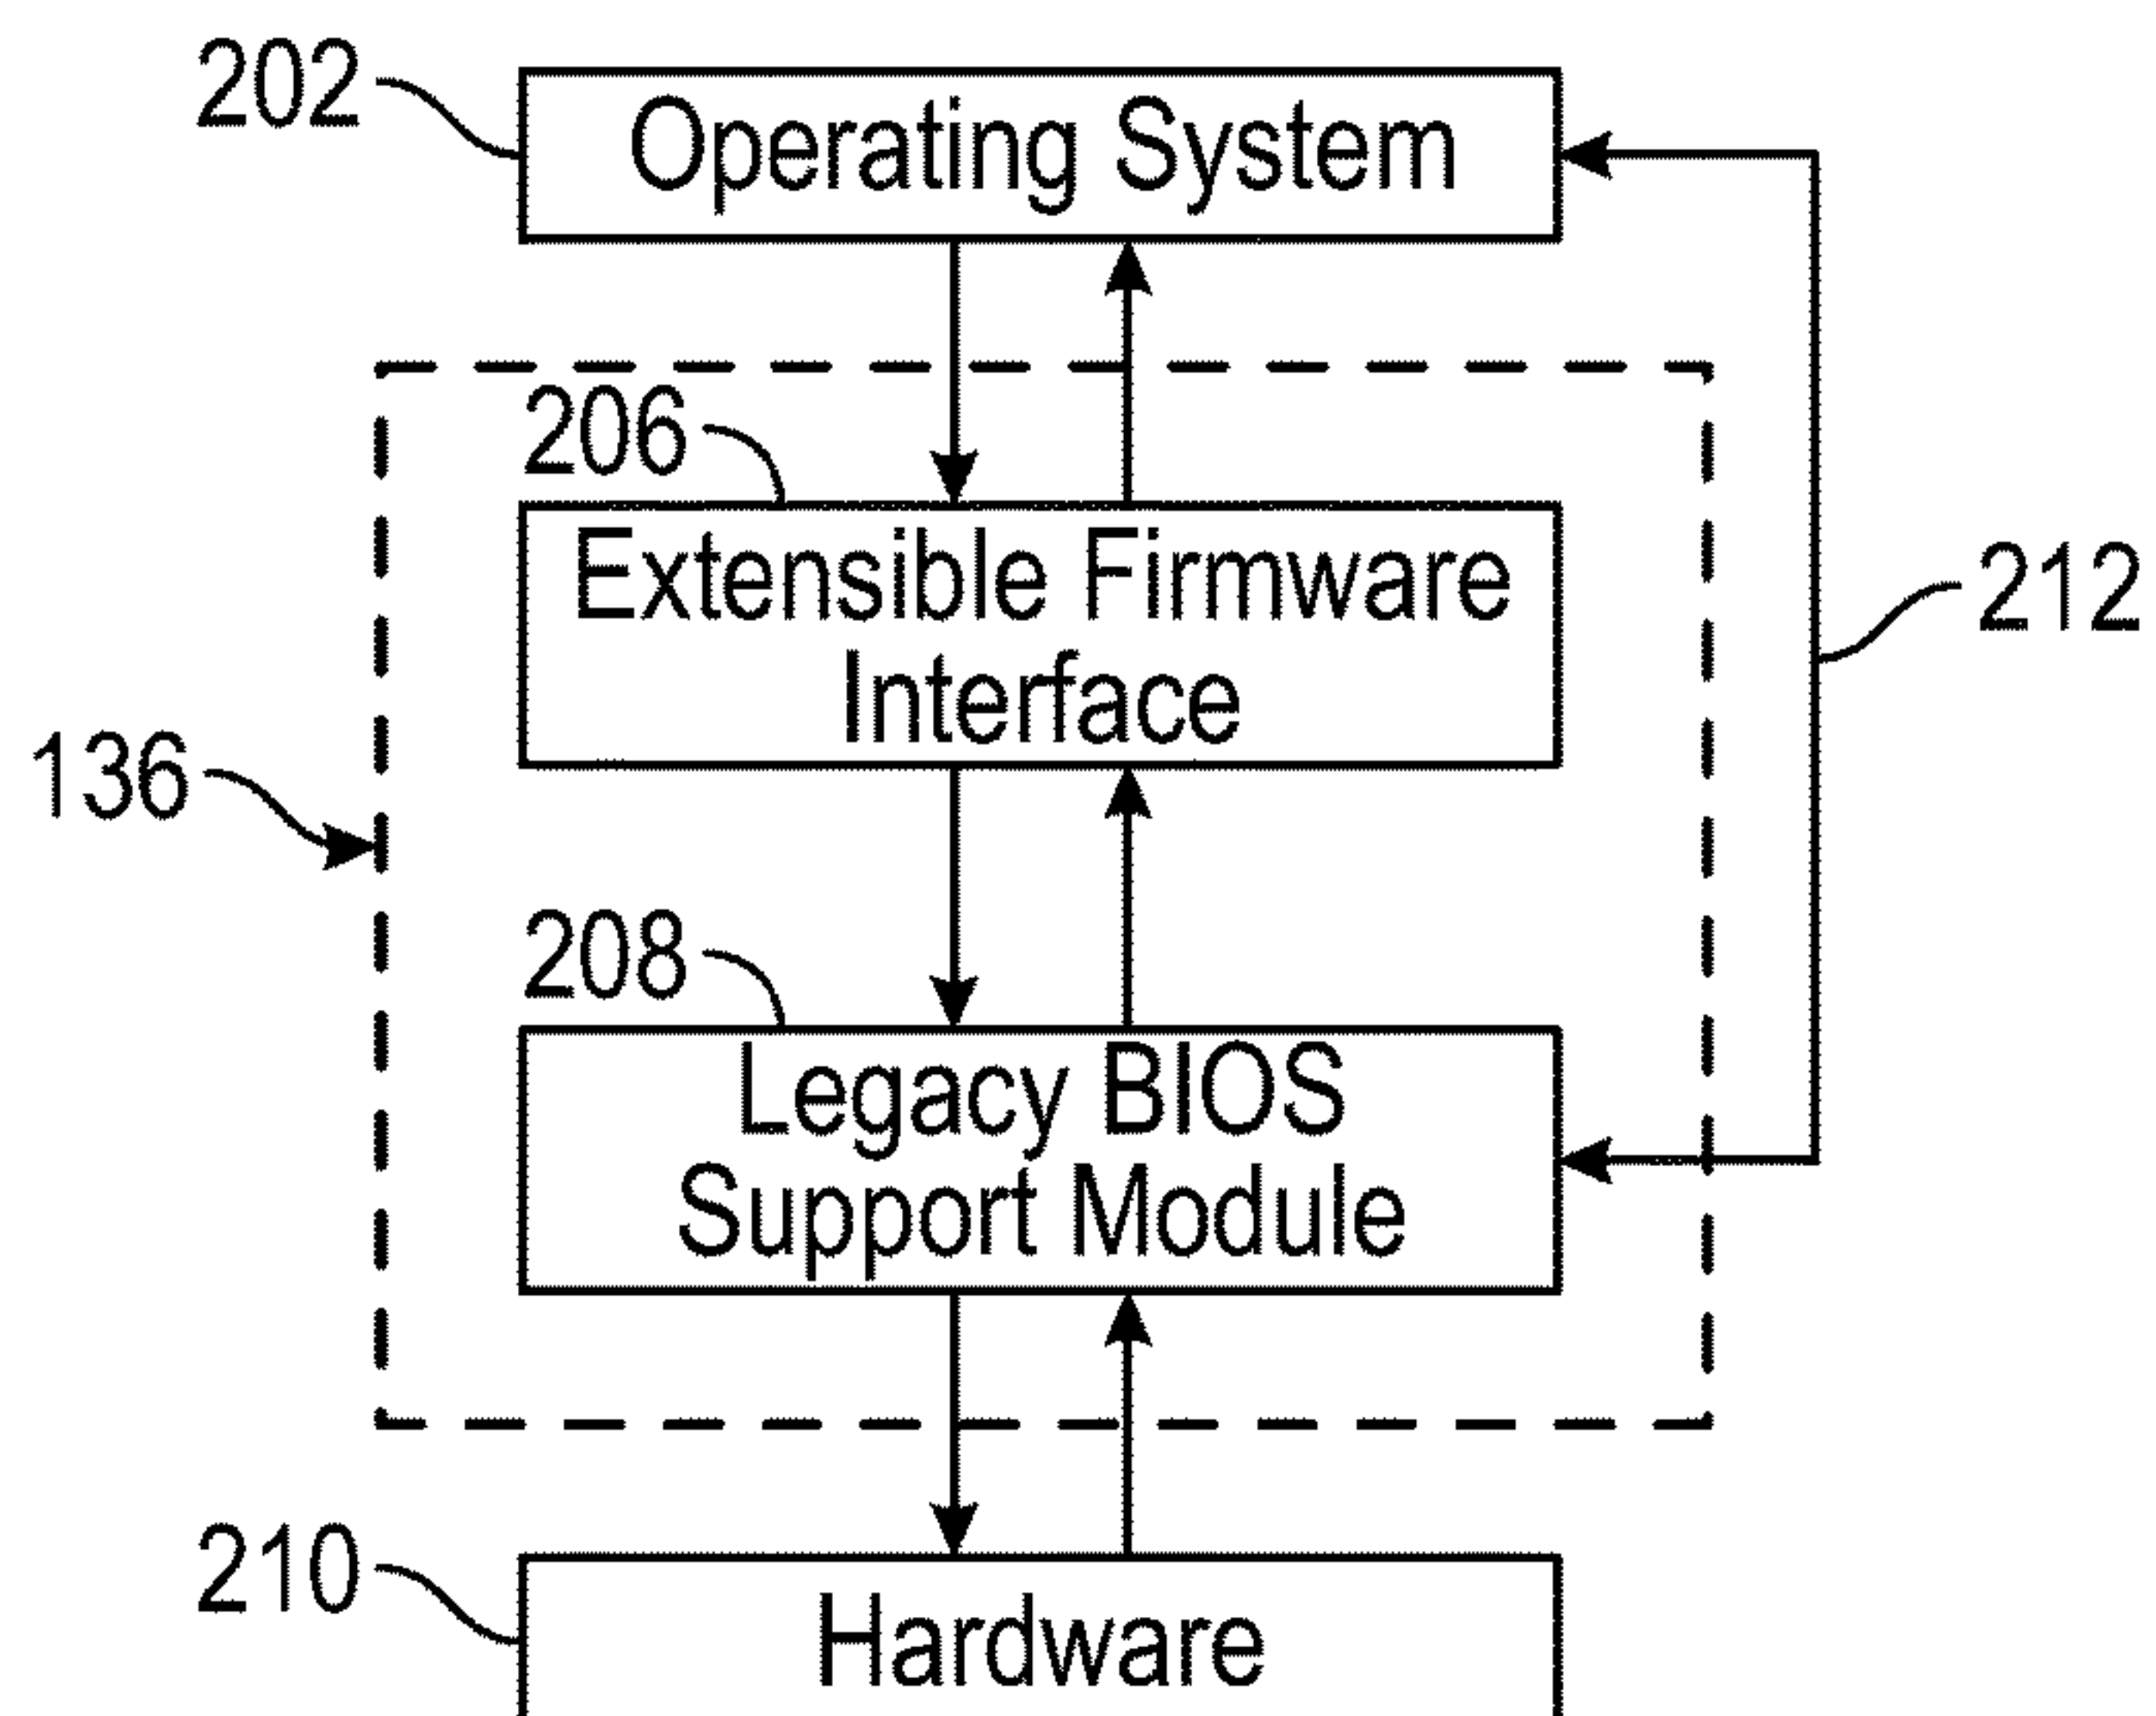 202
Operating System
206
Extensible Firmware
Interface
212
136
208
Legacy BIOS
Support Module
210
Hardware